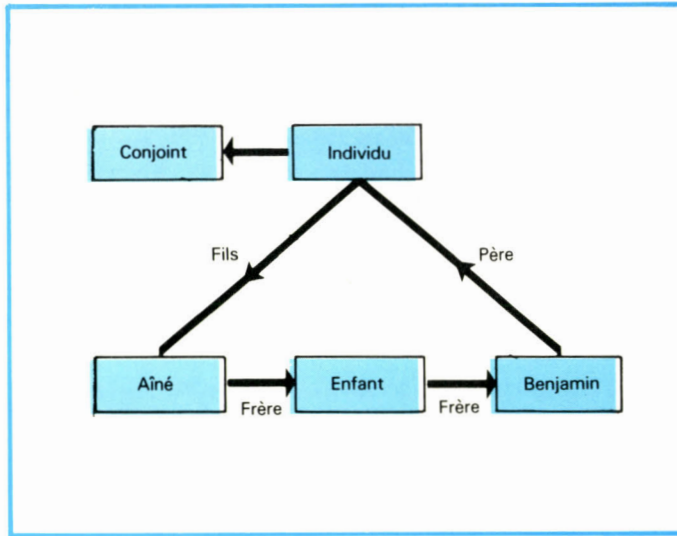 Conjoint Individu
Fils Père
Aîné Enfant Benjamin
Frère Frère